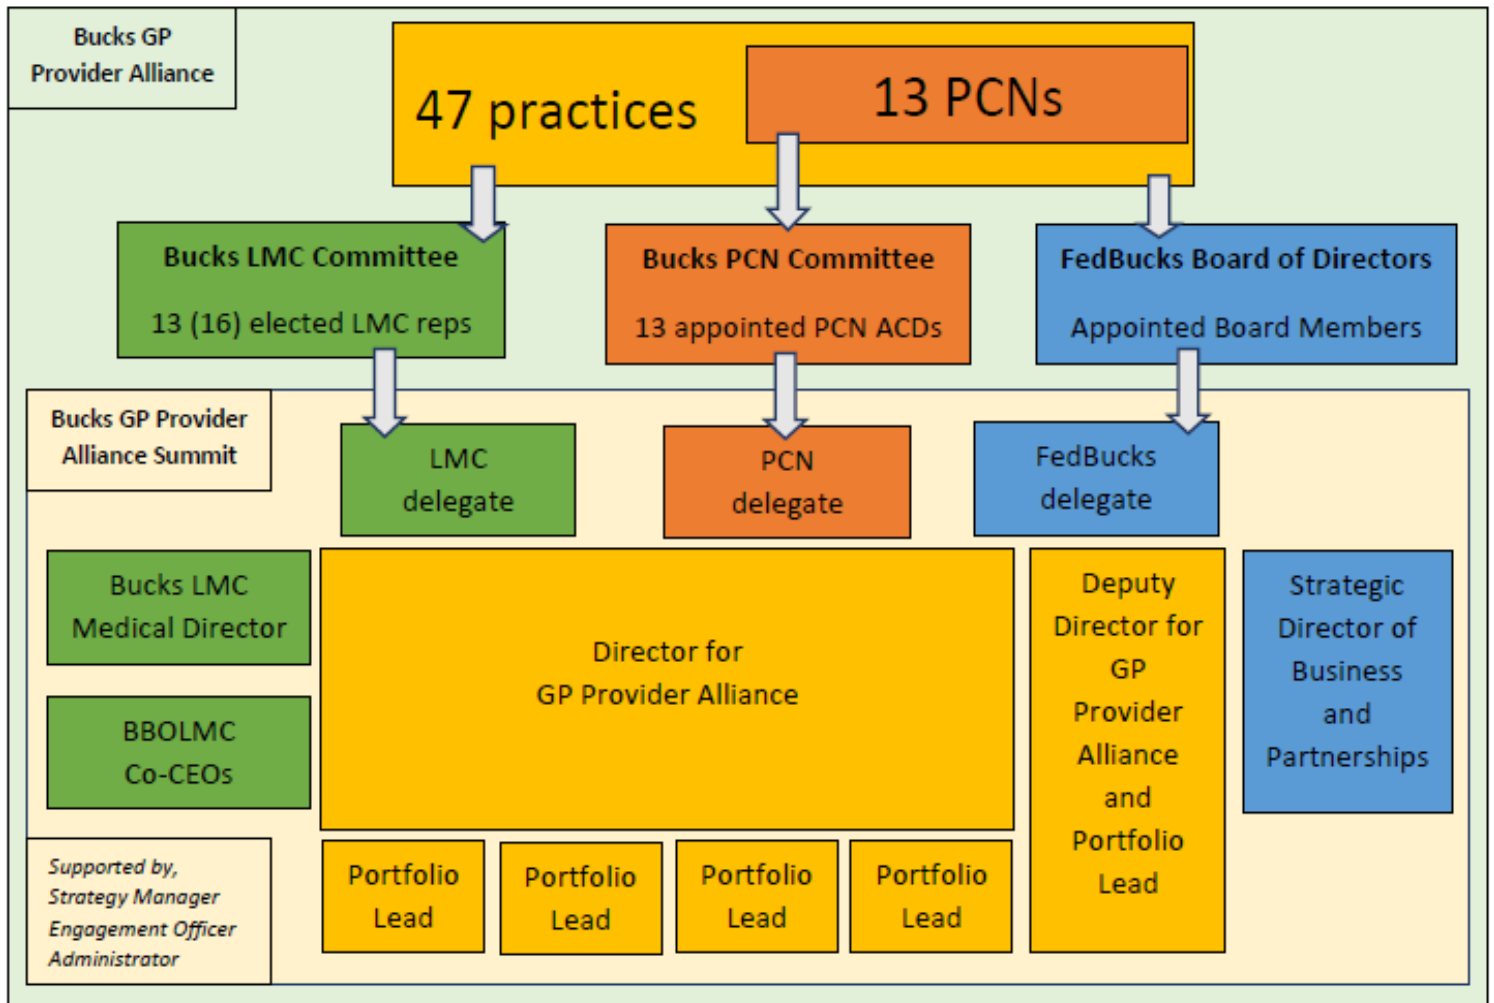 Bucks GP
Provider Alliance
47 practices
13 PCNs
Bucks LMC Committee
13 (16) elected LMC reps
Bucks PCN Committee
13 appointed PCN ACDs
FedBucks Board of Directors
Appointed Board Members
Bucks GP Provider
Alliance Summit
LMC
delegate
PCN
delegate
FedBucks
delegate
Bucks LMC
Medical Director
BBOLMC
Co-CEOs
Director for
GP Provider Alliance
Deputy
Director for
GP
Provider
Alliance
and
Portfolio
Lead
Strategic
Director of
Business
and
Partnerships
Supported by,
Strategy Manager
Engagement Officer
Administrator
Portfolio
Lead
Portfolio
Lead
Portfolio
Lead
Portfolio
Lead